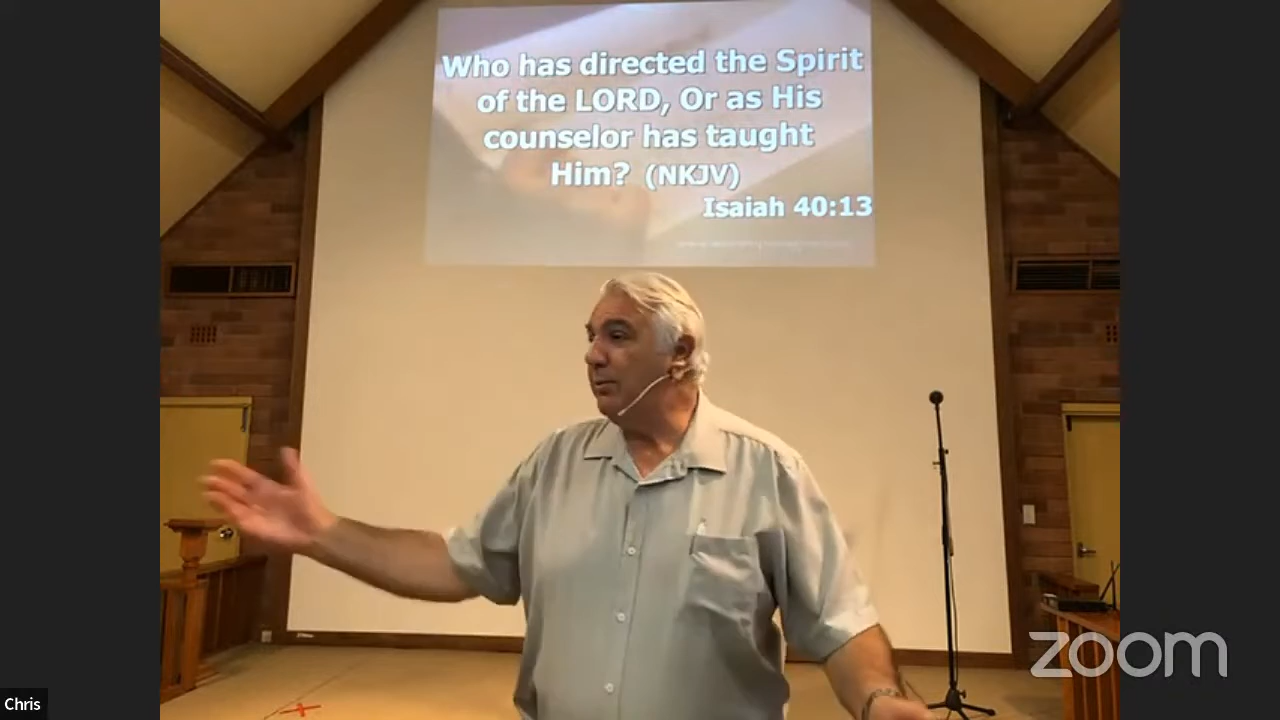 Who has directed the Spirit
of the LORD, Or as His
counselor has taught
Him? (NKJV)
Isaiah 40:13
zoom
Chris